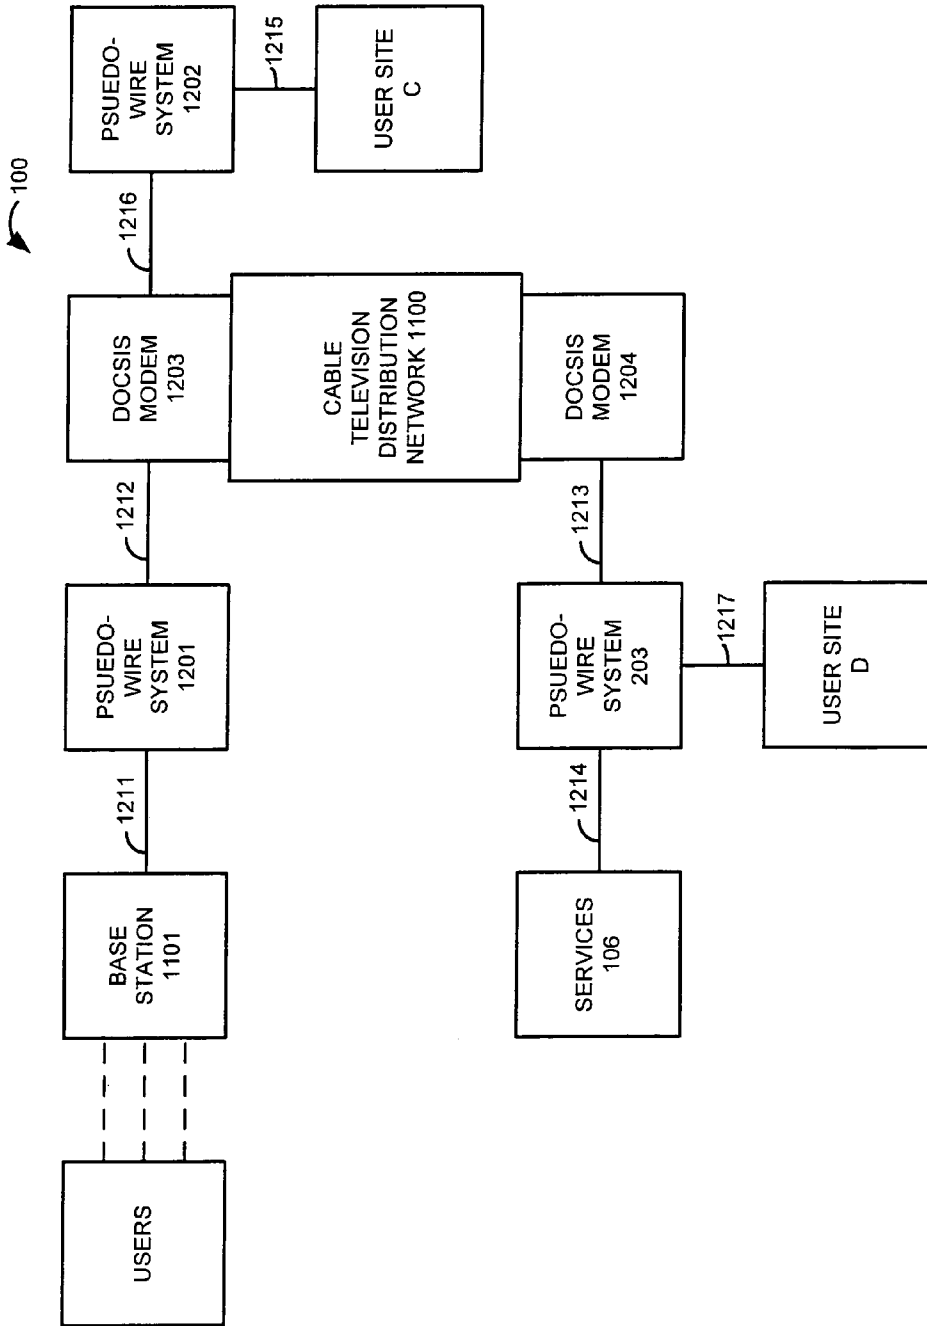 100
USERS
BASE
STATION
1101
1211
PSUEDO-
WIRE
SYSTEM
1201
1212
DOCSIS
MODEM
1203
1216
PSUEDO-
WIRE
SYSTEM
1202
1215
CABLE
TELEVISION
DISTRIBUTION
NETWORK 1100
USER SITE
C
SERVICES
106
1214
PSUEDO-
WIRE
SYSTEM
203
1213
DOCSIS
MODEM
1204
1217
USER SITE
D